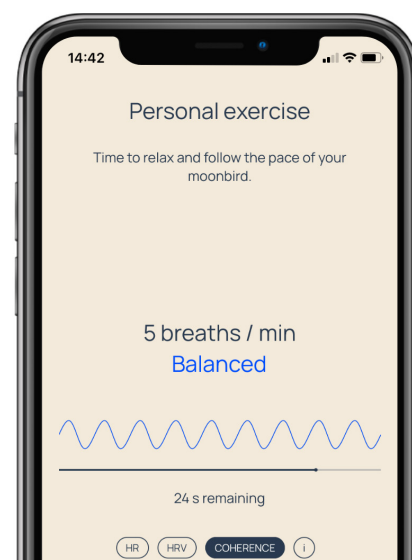 14:42
Personal exercise
Time to relax and follow the pace of your
moonbird.
5 breaths / min
Balanced
24 s remaining
HR HRV COHERENCE i